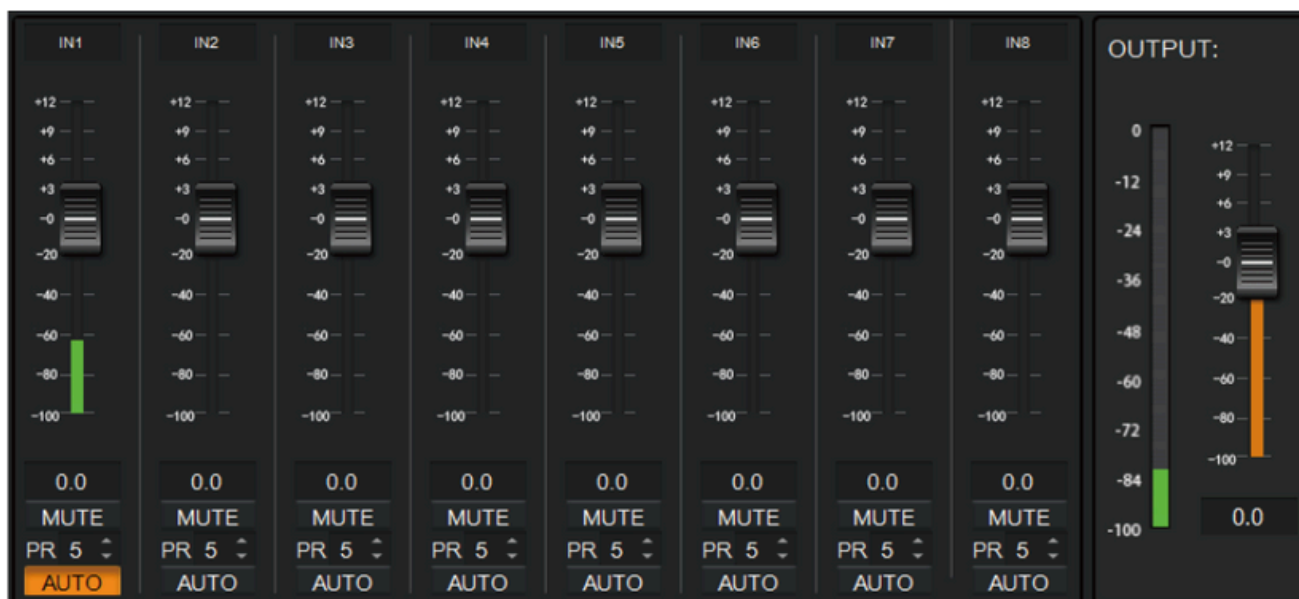 IN1 IN2 IN3 IN4 IN5 IN6 IN7 IN8 OUTPUT:
+12 +12 +12 +12 +12 +12 +12 +12
+9 +9 +9 +9 +9 +9 +9 +9 0 +12
+6 +6 +6 +6 +6 +6 +6 +6 -12 +9
+3 +3 +3 +3 +3 +3 +3 +3 +6
-0 -0 -0 -0 -0 -0 -0 -0 -24 +3
-20 -20 -20 -20 -20 -20 -20 -20 -36 -0
-40 -40 -40 -40 -40 -40 -40 -40 -20
-60 -60 -60 -60 -60 -60 -60 -60 -48 -40
-80 -80 -80 -80 -80 -80 -80 -80 -60 -60
-100 -100 -100 -100 -100 -100 -100 -100 -72 -80
-84 -100
0.0 0.0 0.0 0.0 0.0 0.0 0.0 0.0
MUTE MUTE MUTE MUTE MUTE MUTE MUTE MUTE -100 0.0
PR 5 PR 5 PR 5 PR 5 PR 5 PR 5 PR 5 PR 5
AUTO AUTO AUTO AUTO AUTO AUTO AUTO AUTO